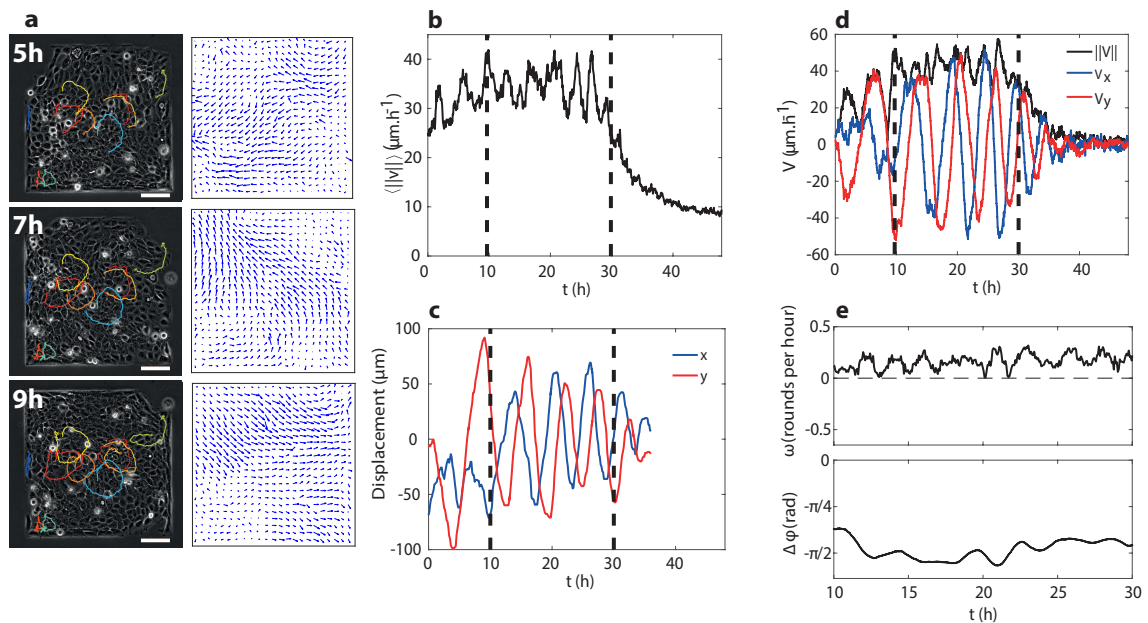 a
5h
7h
9h
b
⟨||v||⟩ (µm.h⁻¹)
40
30
20
10
0
0
10
20
30
40
t (h)
c
Displacement (µm)
100
50
0
-50
-100
x
y
0
10
20
30
40
t (h)
d
V (µm.h⁻¹)
60
40
20
0
-20
-40
-60
||V||
v x
v y
0
10
20
30
40
t (h)
e
ω (rounds per hour)
0.5
0
-0.5
Δ φ (rad)
0
-π/4
-π/2
10
15
20
25
30
t (h)